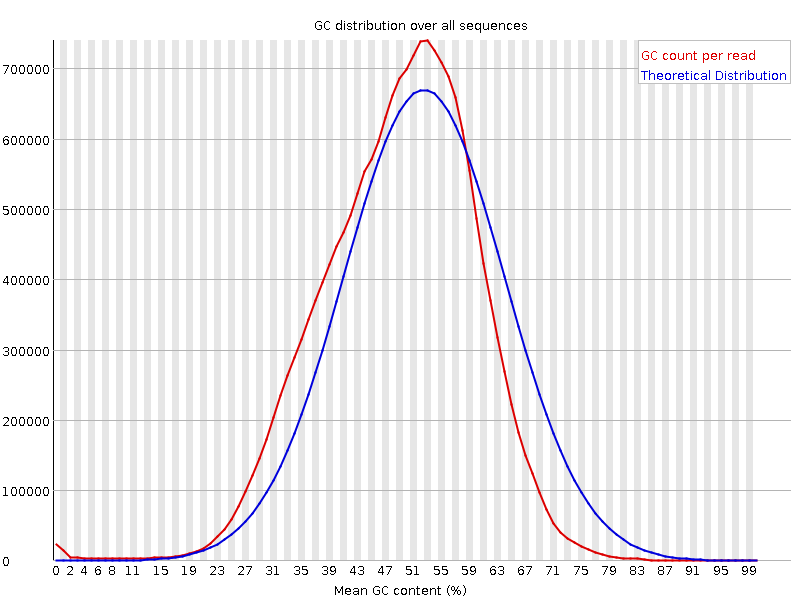 GC distribution over all sequences
GC count per read
Theoretical Distribution
700000
600000
500000
400000
300000
200000
100000
0
0 2 4 6 8 11 15 19 23 27 31 35 39 43 47 51 55 59 63 67 71 75 79 83 87 91 95 99
Mean GC content (%)